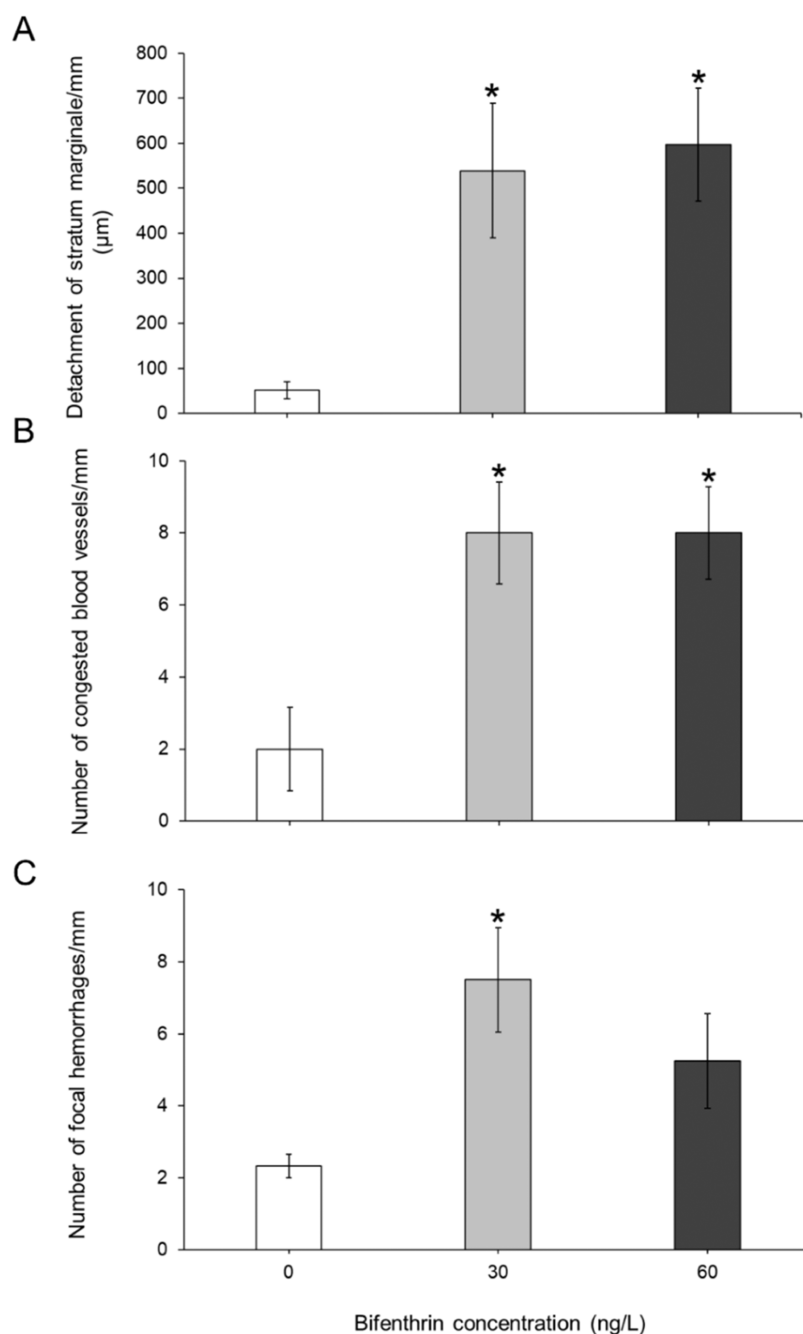 A
Detachment of stratum marginale/mm
(µm)
800
700
600
500
400
300
200
100
0
*
*
B
Number of congested blood vessels/mm
10
8
6
4
2
0
*
*
C
Number of focal hemorrhages/mm
10
8
6
4
2
0
*
0 30 60
Bifenthrin concentration (ng/L)